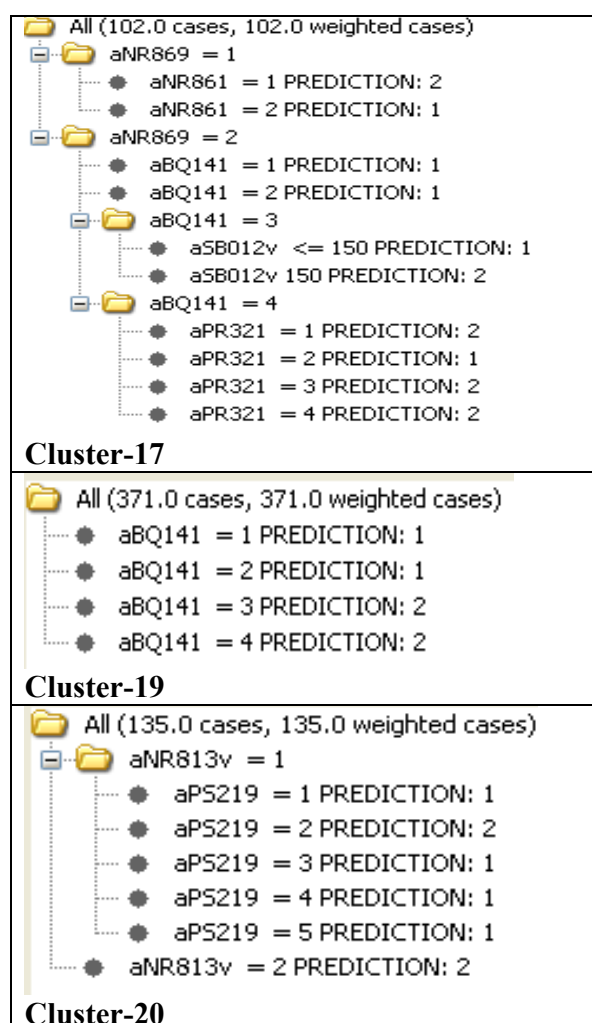 All (102.0 cases, 102.0 weighted cases)
aNR869 = 1
aNR861 = 1 PREDICTION: 2
aNR861 = 2 PREDICTION: 1
aNR869 = 2
aBQ141 = 1 PREDICTION: 1
aBQ141 = 2 PREDICTION: 1
aBQ141 = 3
aSB012v <= 150 PREDICTION: 1
aSB012v 150 PREDICTION: 2
aBQ141 = 4
aPR321 = 1 PREDICTION: 2
aPR321 = 2 PREDICTION: 1
aPR321 = 3 PREDICTION: 2
aPR321 = 4 PREDICTION: 2
Cluster-17
All (371.0 cases, 371.0 weighted cases)
aBQ141 = 1 PREDICTION: 1
aBQ141 = 2 PREDICTION: 1
aBQ141 = 3 PREDICTION: 2
aBQ141 = 4 PREDICTION: 2
Cluster-19
All (135.0 cases, 135.0 weighted cases)
aNR813v = 1
aPS219 = 1 PREDICTION: 1
aPS219 = 2 PREDICTION: 2
aPS219 = 3 PREDICTION: 1
aPS219 = 4 PREDICTION: 1
aPS219 = 5 PREDICTION: 1
aNR813v = 2 PREDICTION: 2
Cluster-20